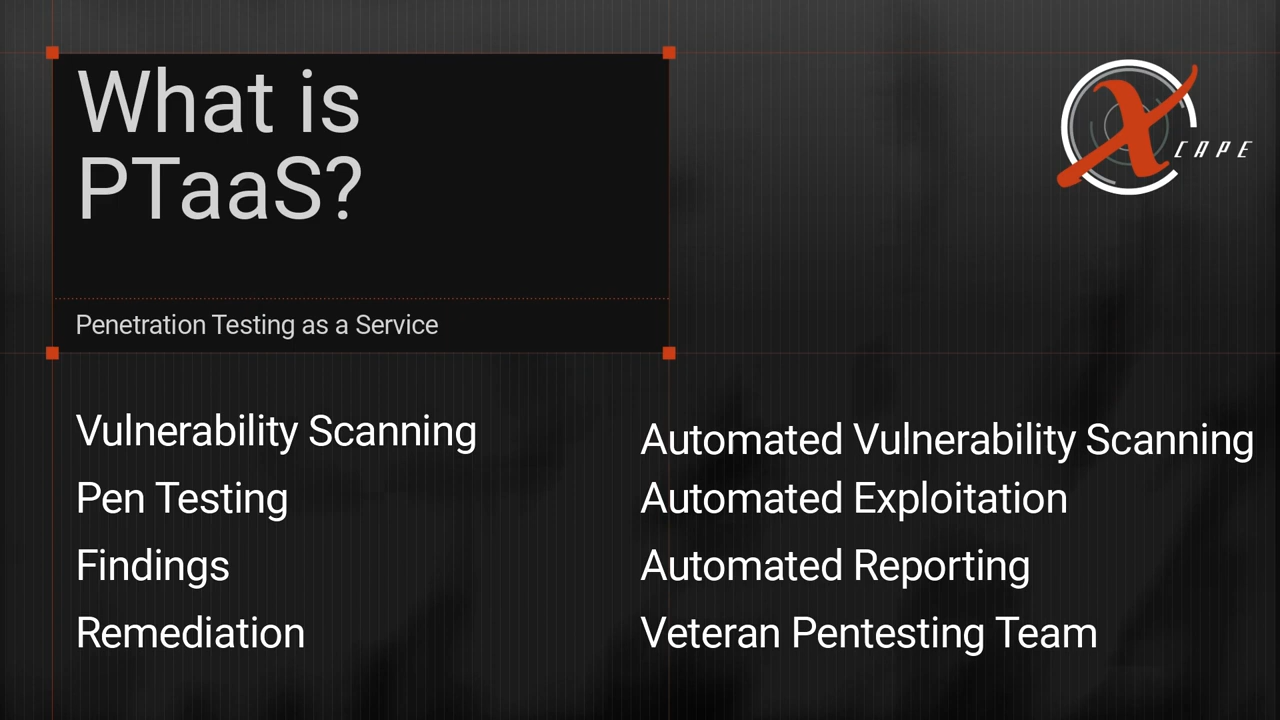 What is
PTaaS?
Penetration Testing as a Service
X CAPE
Vulnerability Scanning
Pen Testing
Findings
Remediation
Automated Vulnerability Scanning
Automated Exploitation
Automated Reporting
Veteran Pentesting Team